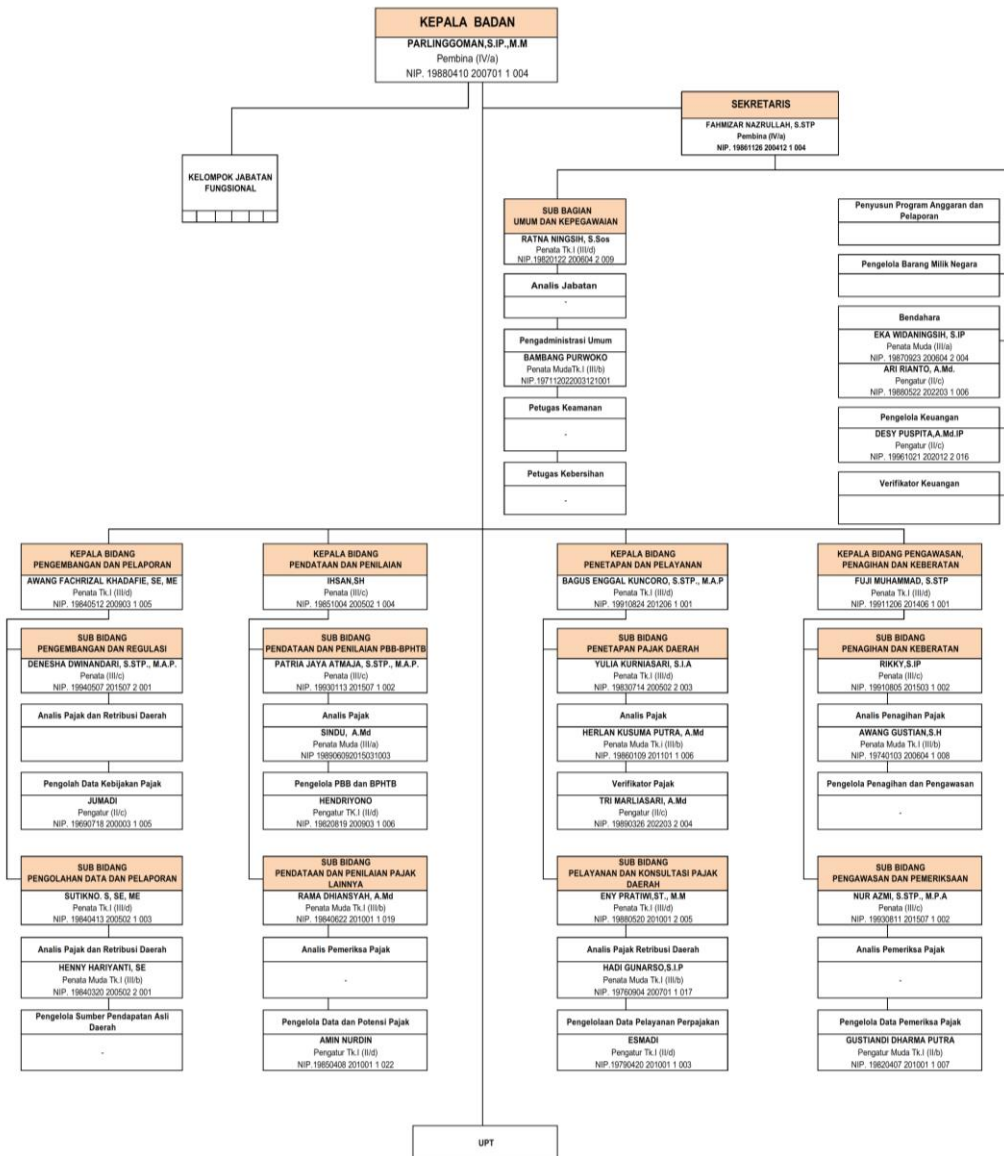 KEPALA BADAN
PARLINGGOMAN,S.IP.,M.M
Pembina (IV/a)
NIP. 19880410 200701 1 004
SEKRETARIS
FAHMIZAR NAZRULLAH, S.STP
Pembina (IV/a)
NIP. 19861126 200412 1 004
KELOMPOK JABATAN
FUNGSIONAL
SUB BAGIAN
UMUM DAN KEPEGAWAIAN
RATNA NINGSIH, S.Sos
Penata Tk.I (III/d)
NIP.19820122 200604 2 009
Analis Jabatan
-
Pengadministrasi Umum
BAMBANG PURWOKO
Penata MudaTk.I (III/b)
NIP.197112022003121001
Petugas Keamanan
-
Petugas Kebersihan
-
Penyusun Program Anggaran dan
Pelaporan
Pengelola Barang Milik Negara
Bendahara
EKA WIDANINGSIH, S.IP
Penata Muda (III/a)
NIP. 19870923 200604 2 004
ARI RIANTO, A.Md.
Pengatur (II/c)
NIP. 19880522 202203 1 006
Pengelola Keuangan
DESY PUSPITA,A.Md.IP
Pengatur (II/c)
NIP. 19961021 202012 2 016
Verifikator Keuangan
KEPALA BIDANG
PENGEMBANGAN DAN PELAPORAN
AWANG FACHRIZAL KHADAFIE, SE, ME
Penata Tk.I (III/d)
NIP. 19840512 200903 1 005
SUB BIDANG
PENGEMBANGAN DAN REGULASI
DENESHA DWINANDARI, S.STP., M.A.P.
Penata (III/c)
NIP. 19940507 201507 2 001
Analis Pajak dan Retribusi Daerah
Pengolah Data Kebijakan Pajak
JUMADI
Pengatur (II/c)
NIP. 19690718 200003 1 005
SUB BIDANG
PENGOLAHAN DATA DAN PELAPORAN
SUTIKNO. S, SE, ME
Penata Tk.I (III/d)
NIP. 19840413 200502 1 003
Analis Pajak dan Retribusi Daerah
HENNY HARIYANTI, SE
Penata Muda Tk.I (III/b)
NIP. 19840320 200502 2 001
Pengelola Sumber Pendapatan Asli
Daerah
-
KEPALA BIDANG
PENDATAAN DAN PENILAIAN
IHSAN,SH
Penata (III/c)
NIP. 19851004 200502 1 004
SUB BIDANG
PENDATAAN DAN PENILAIAN PBB-BPHTB
PATRIA JAYA ATMAJA, S.STP., M.A.P.
Penata (III/c)
NIP. 19930113 201507 1 002
Analis Pajak
SINDU, A.Md
Penata Muda (III/a)
NIP 198906092015031003
Pengelola PBB dan BPHTB
HENDRIYONO
Pengatur TK.I (II/d)
NIP. 19820819 200903 1 006
SUB BIDANG
PENDATAAN DAN PENILAIAN PAJAK
LAINNYA
RAMA DHIANSYAH, A.Md
Penata Muda Tk.I (III/b)
NIP. 19840622 201001 1 019
Analis Pemeriksa Pajak
-
Pengelola Data dan Potensi Pajak
AMIN NURDIN
Pengatur Tk.I (II/d)
NIP.19850408 201001 1 022
KEPALA BIDANG
PENETAPAN DAN PELAYANAN
BAGUS ENGGAL KUNCORO, S.STP., M.A.P
Penata Tk.I (III/d)
NIP. 19910824 201206 1 001
SUB BIDANG
PENETAPAN PAJAK DAERAH
YULIA KURNIASARI, S.I.A
Penata Tk.I (III/d)
NIP. 19830714 200502 2 003
Analis Pajak
HERLAN KUSUMA PUTRA, A.Md
Penata Muda Tk.I (III/b)
NIP. 19860109 201101 1 006
Verifikator Pajak
TRI MARLIASARI, A.Md
Pengatur (II/c)
NIP. 19890326 202203 2 004
SUB BIDANG
PELAYANAN DAN KONSULTASI PAJAK
DAERAH
ENY PRATIWI,ST., M.M
Penata Tk.I (III/d)
NIP. 19880520 201001 2 005
Analis Pajak Retribusi Daerah
HADI GUNARSO,S.I.P
Penata Muda Tk.I (III/b)
NIP. 19760904 200701 1 017
Pengelolaan Data Pelayanan Perpajakan
ESMADI
Pengatur Tk.I (II/d)
NIP.19790420 201001 1 003
KEPALA BIDANG PENGAWASAN,
PENAGIHAN DAN KEBERATAN
FUJI MUHAMMAD, S.STP
Penata Tk.I (III/d)
NIP. 19911206 201406 1 001
SUB BIDANG
PENAGIHAN DAN KEBERATAN
RIKKY,S.IP
Penata (III/c)
NIP. 19910805 201503 1 002
Analis Penagihan Pajak
AWANG GUSTIAN,S.H
Penata Muda Tk.I (III/b)
NIP. 19740103 200604 1 008
Pengelola Penagihan dan Pengawasan
-
SUB BIDANG
PENGAWASAN DAN PEMERIKSAAN
NUR AZMI, S.STP., M.P.A
Penata (III/c)
NIP. 19930811 201507 1 002
Analis Pemeriksa Pajak
-
Pengelola Data Pemeriksa Pajak
GUSTIANDI DHARMA PUTRA
Pengatur Muda Tk.I (II/b)
NIP. 19820407 201001 1 007
UPT